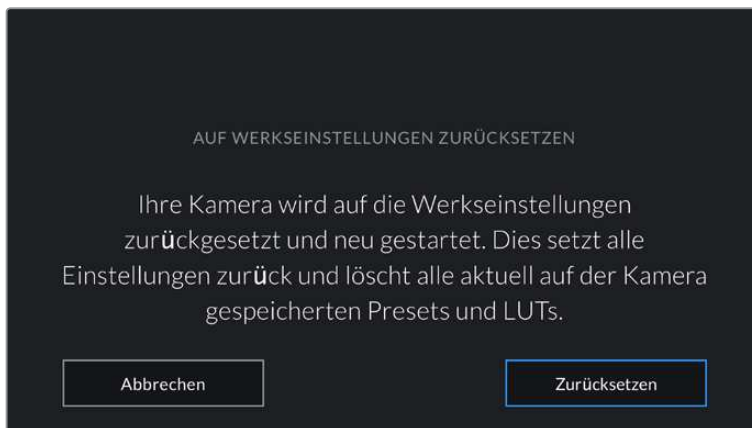 AUF WERKSEINSTELLUNGEN ZURÜCKSETZEN
Ihre Kamera wird auf die Werkseinstellungen
zurückgesetzt und neu gestartet. Dies setzt alle
Einstellungen zurück und löscht alle aktuell auf der Kamera
gespeicherten Presets und LUTs.
Abbrechen
Zurücksetzen